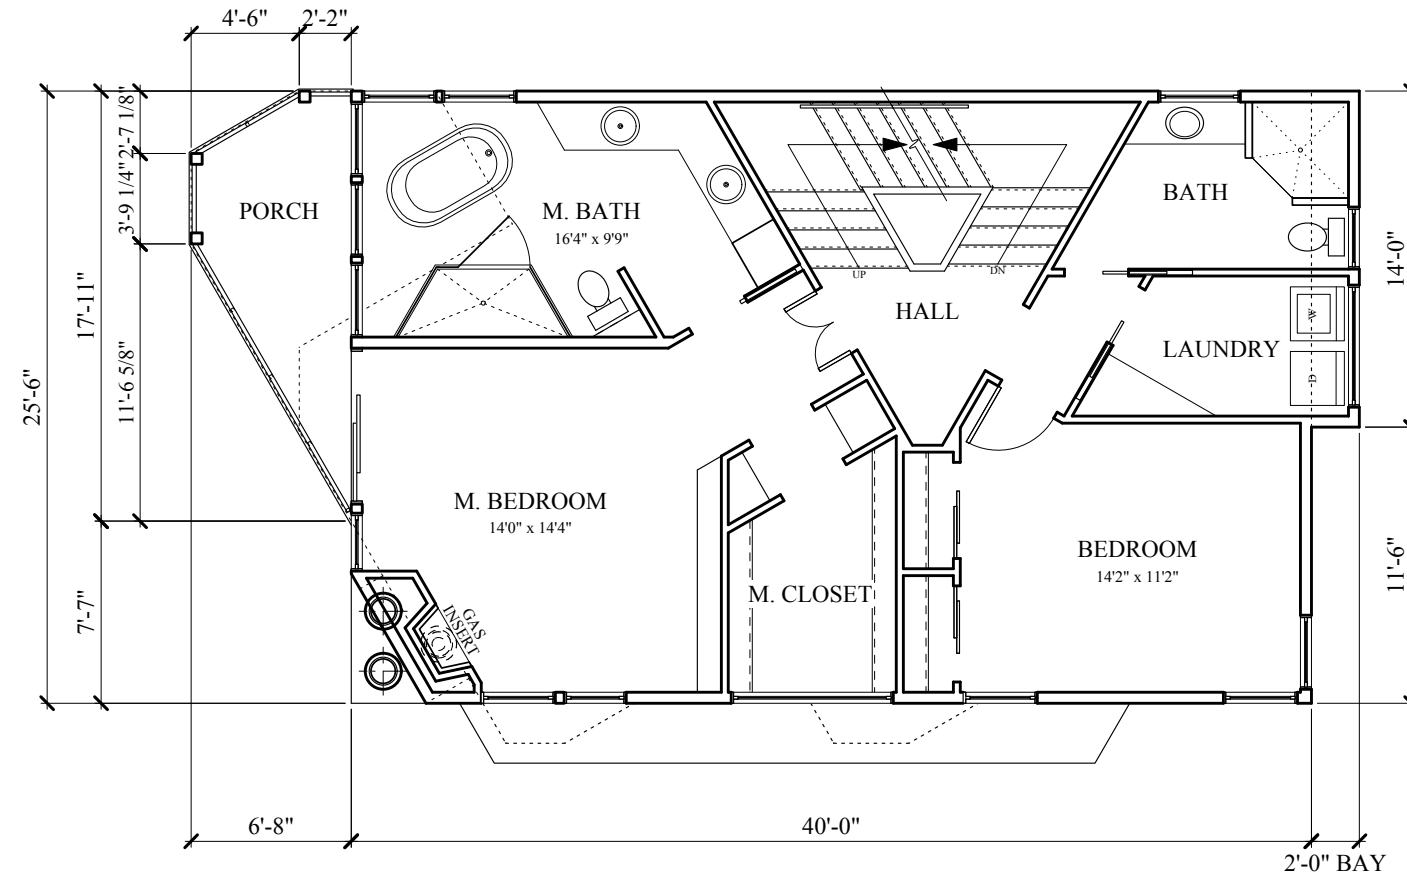 4'-6"
2'-2"
2'-7 1/8"
3'-9 1/4"
11'-6 5/8"
17'-11"
7'-7"
25'-6"
PORCH
M. BATH
16'4" x 9'9"
UP
DN
HALL
BATH
LAUNDRY
W
D
14'-0"
11'-6"
M. BEDROOM
14'0" x 14'4"
GAS
INSERT
M. CLOSET
BEDROOM
14'2" x 11'2"
6'-8"
40'-0"
2'-0" BAY